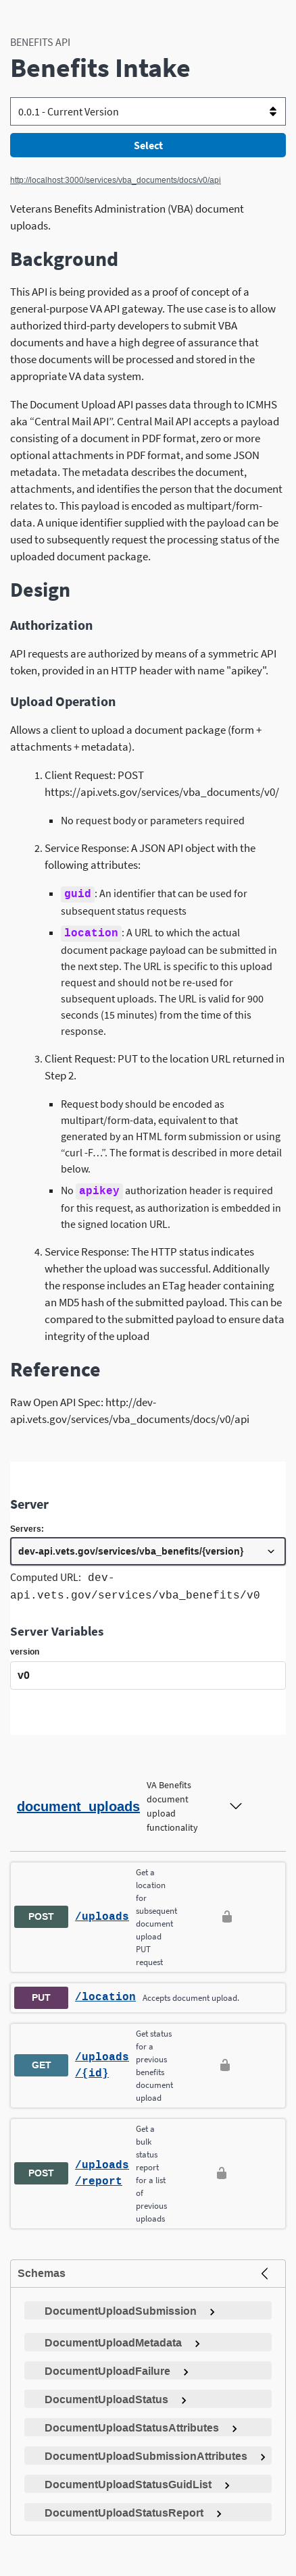 BENEFITS API
Benefits Intake
0.0.1 - Current Version
Select
http://localhost:3000/services/vba_documents/docs/v0/api
Veterans Benefits Administration (VBA) document
uploads.
Background
This API is being provided as a proof of concept of a
general-purpose VA API gateway. The use case is to allow
authorized third-party developers to submit VBA
documents and have a high degree of assurance that
those documents will be processed and stored in the
appropriate VA data system.
The Document Upload API passes data through to ICMHS
aka “Central Mail API”. Central Mail API accepts a payload
consisting of a document in PDF format, zero or more
optional attachments in PDF format, and some JSON
metadata. The metadata describes the document,
attachments, and identifies the person that the document
relates to. This payload is encoded as multipart/form-
data. A unique identifier supplied with the payload can be
used to subsequently request the processing status of the
uploaded document package.
Design
Authorization
API requests are authorized by means of a symmetric API
token, provided in an HTTP header with name "apikey".
Upload Operation
Allows a client to upload a document package (form +
attachments + metadata).
1. Client Request: POST
https://api.vets.gov/services/vba_documents/v0/
No request body or parameters required
2. Service Response: A JSON API object with the
following attributes:
guid: An identifier that can be used for
subsequent status requests
location: A URL to which the actual
document package payload can be submitted in
the next step. The URL is specific to this upload
request and should not be re-used for
subsequent uploads. The URL is valid for 900
seconds (15 minutes) from the time of this
response.
3. Client Request: PUT to the location URL returned in
Step 2.
Request body should be encoded as
multipart/form-data, equivalent to that
generated by an HTML form submission or using
“curl -F…”. The format is described in more detail
below.
No apikey authorization header is required
for this request, as authorization is embedded in
the signed location URL.
4. Service Response: The HTTP status indicates
whether the upload was successful. Additionally
the response includes an ETag header containing
an MD5 hash of the submitted payload. This can be
compared to the submitted payload to ensure data
integrity of the upload
Reference
Raw Open API Spec: http://dev-
api.vets.gov/services/vba_documents/docs/v0/api
Server
Servers:
dev-api.vets.gov/services/vba_benefits/{version}
Computed URL: dev-
api.vets.gov/services/vba_benefits/v0
Server Variables
version
v0
document_uploads
VA Benefits
document
upload
functionality
POST
/uploads
Get a
location
for
subsequent
document
upload
PUT
request
PUT
/location
Accepts document upload.
GET
/uploads
/{id}
Get status
for a
previous
benefits
document
upload
POST
/uploads
/report
Get a
bulk
status
report
for a list
of
previous
uploads
Schemas
DocumentUploadSubmission
DocumentUploadMetadata
DocumentUploadFailure
DocumentUploadStatus
DocumentUploadStatusAttributes
DocumentUploadSubmissionAttributes
DocumentUploadStatusGuidList
DocumentUploadStatusReport